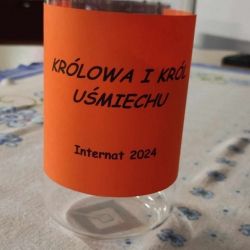 KRÓLOWA I KRÓL
UŚMIECHU
Internat 2024